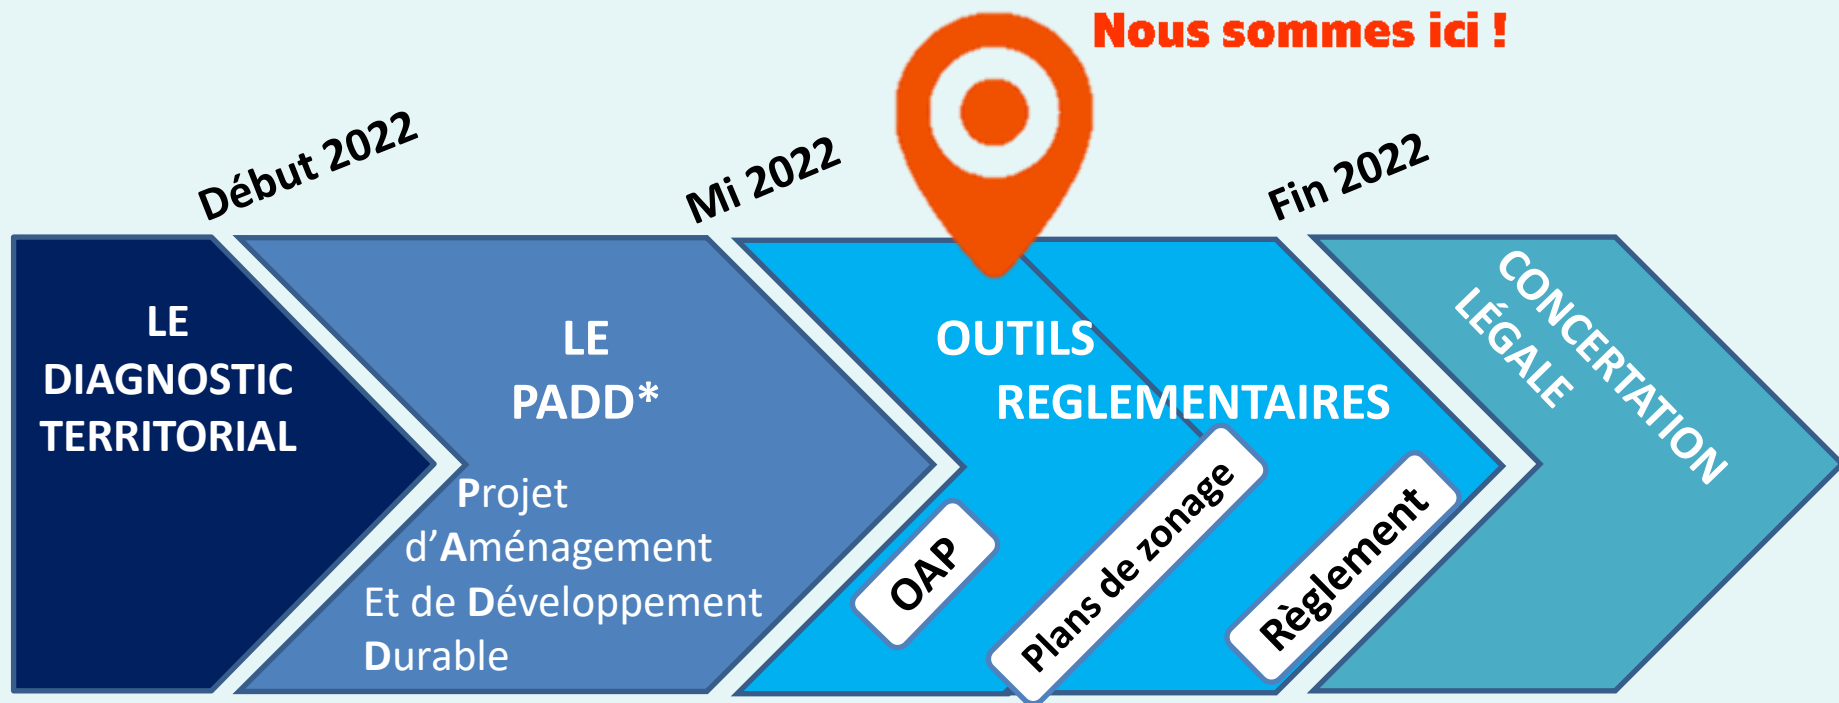 Nous sommes ici !
Début 2022
Mi 2022
Fin 2022
LE
DIAGNOSTIC
TERRITORIAL
LE
PADD*
Projet
d’Aménagement
Et de Développement
Durable
OUTILS
REGLEMENTAIRES
OAP
Plans de zonage
Règlement
CONCERTATION
LÉGALE